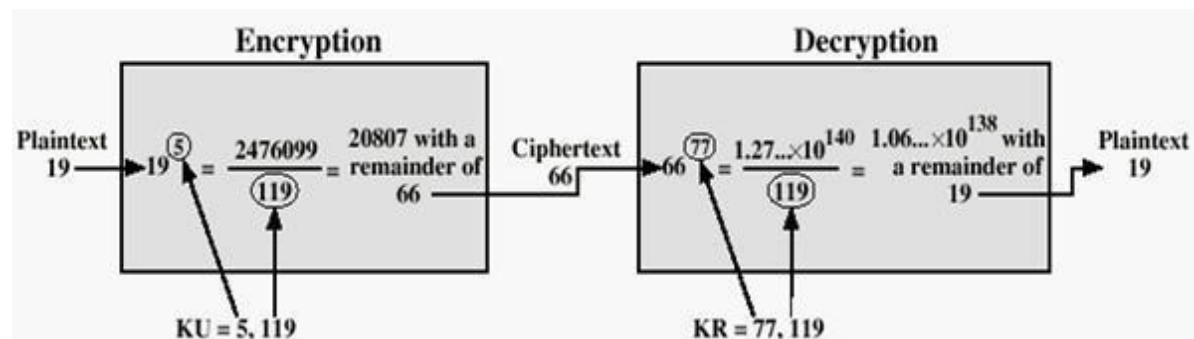 Encryption
Decryption
Plaintext
19
19 5 = 2476099 / 119 = 20807 with a
remainder of
66
Ciphertext
66
66 77 = 1.27...×10 140 / 119 = 1.06...×10 138 with
a remainder of
19
Plaintext
19
KU = 5, 119
KR = 77, 119